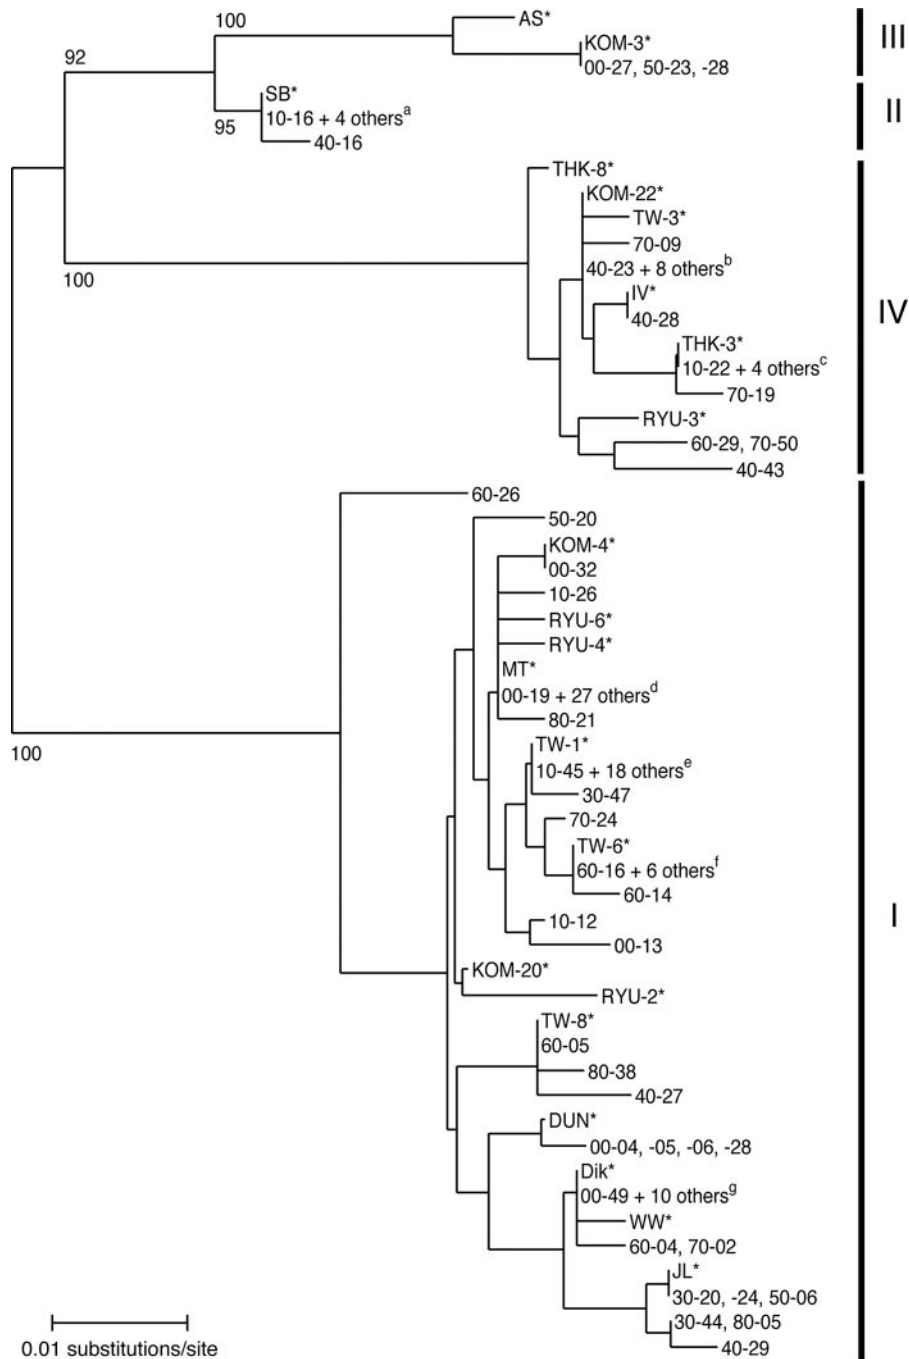 AS*
100
III
KOM-3*
92
00-27, 50-23, -28
SB*
II
10-16 + 4 othersᵃ
95
40-16
THK-8*
KOM-22*
TW-3*
70-09
40-23 + 8 othersᵇ
100
IV*
IV
40-28
THK-3*
10-22 + 4 othersᶜ
70-19
RYU-3*
60-29, 70-50
40-43
60-26
50-20
KOM-4*
00-32
10-26
RYU-6*
RYU-4*
MT*
00-19 + 27 othersᵈ
80-21
100
TW-1*
10-45 + 18 othersᵉ
30-47
70-24
TW-6*
60-16 + 6 othersᶠ
60-14
I
10-12
00-13
KOM-20*
RYU-2*
TW-8*
60-05
80-38
40-27
DUN*
00-04, -05, -06, -28
Dik*
00-49 + 10 othersᵍ
WW*
60-04, 70-02
JL*
30-20, -24, 50-06
30-44, 80-05
40-29
0.01 substitutions/site